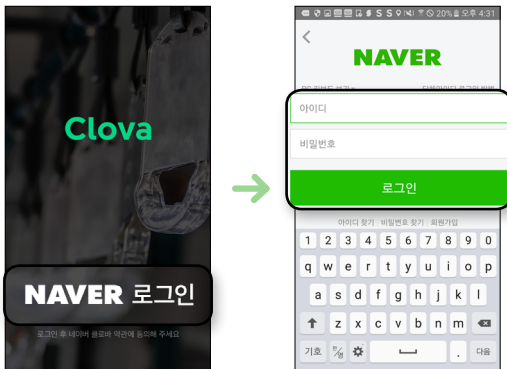 Clova
NAVER 로그인
로그인 후 네이버 클로바 약관에 동의해 주세요
20% 오후 4:31
NAVER
아이디
비밀번호
로그인
아이디 찾기 | 비밀번호 찾기 | 회원가입
1 2 3 4 5 6 7 8 9 0
q w e r t y u i o p
a s d f g h j k l
z x c v b n m
기호 한/영 . 다음